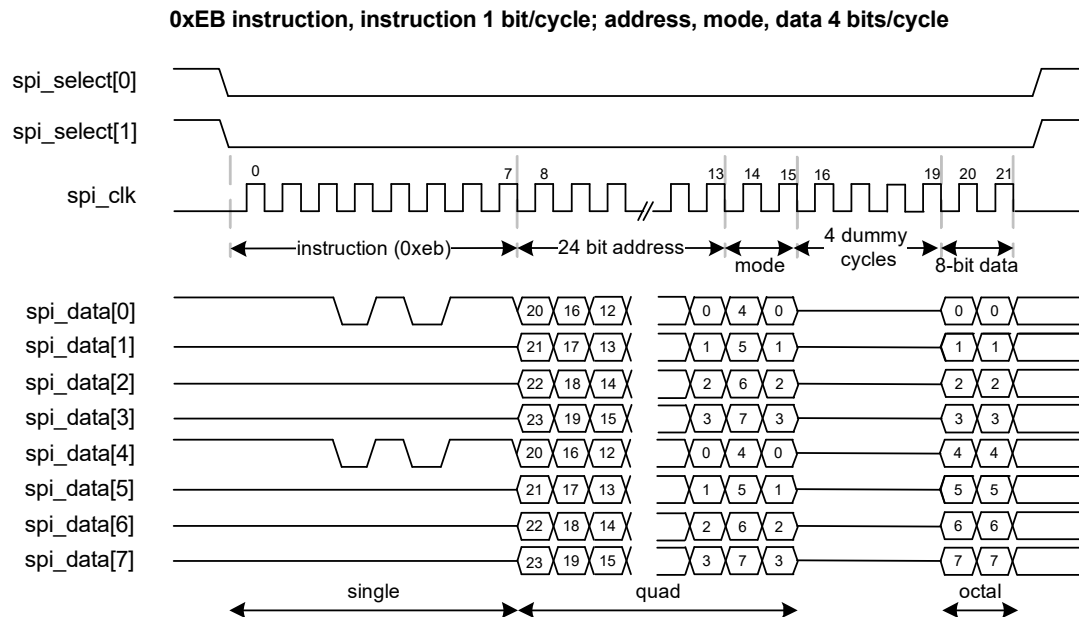 0xEB instruction, instruction 1 bit/cycle; address, mode, data 4 bits/cycle
spi_select[0]
spi_select[1]
0 7 8 13 14 15 16 19 20 21
spi_clk
instruction (0xeb) 24 bit address mode 4 dummy cycles 8-bit data
spi_data[0] 20 16 12 0 4 0 0 0
spi_data[1] 21 17 13 1 5 1 1 1
spi_data[2] 22 18 14 2 6 2 2 2
spi_data[3] 23 19 15 3 7 3 3 3
spi_data[4] 20 16 12 0 4 0 4 4
spi_data[5] 21 17 13 1 5 1 5 5
spi_data[6] 22 18 14 2 6 2 6 6
spi_data[7] 23 19 15 3 7 3 7 7
single quad octal